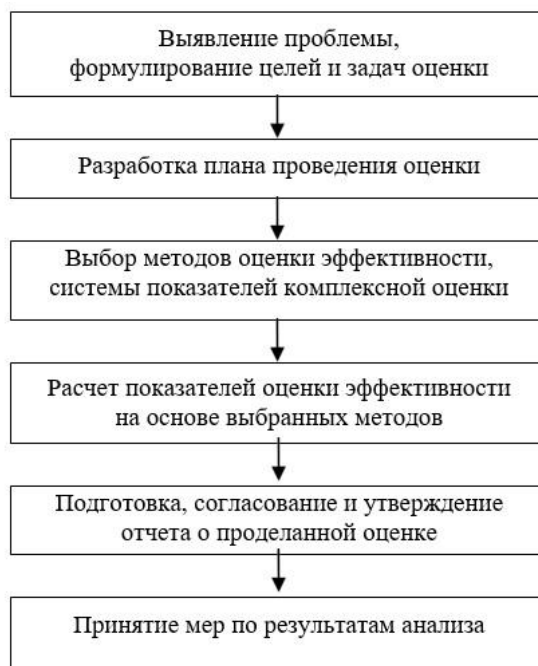 Выявление проблемы,
формулирование целей и задач оценки
Разработка плана проведения оценки
Выбор методов оценки эффективности,
системы показателей комплексной оценки
Расчет показателей оценки эффективности
на основе выбранных методов
Подготовка, согласование и утверждение
отчета о проделанной оценке
Принятие мер по результатам анализа